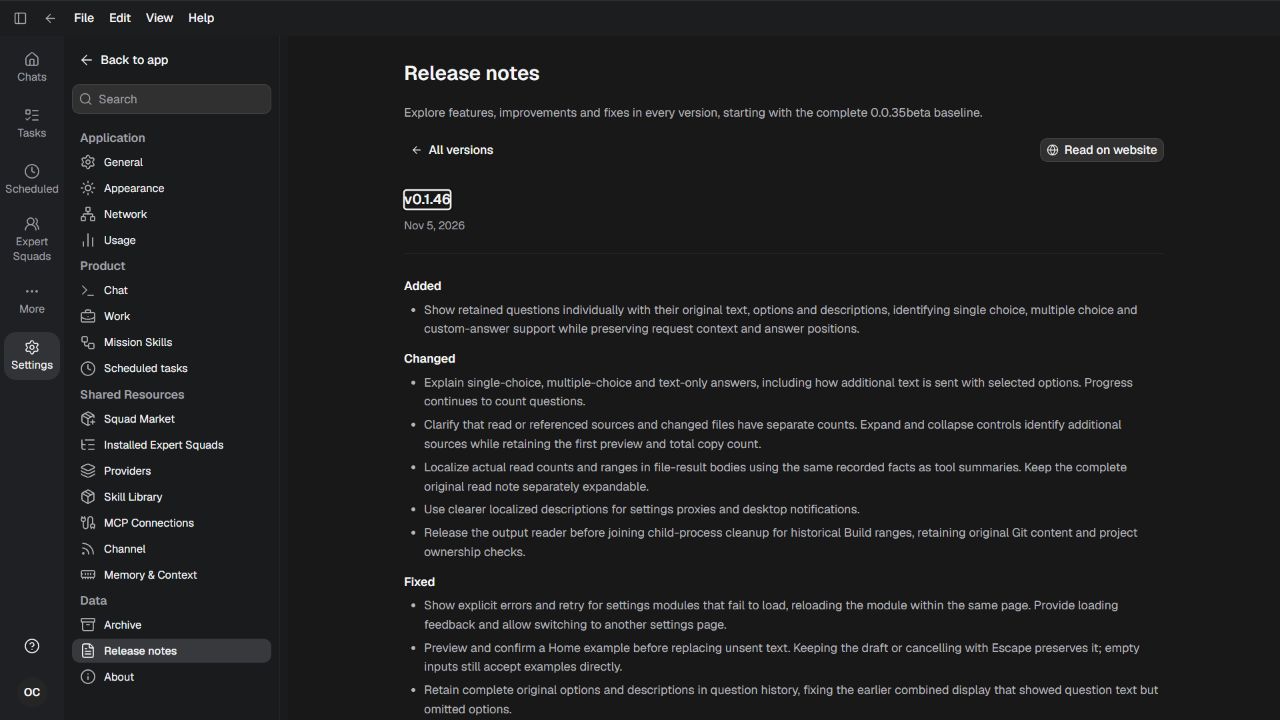 File Edit View Help
Chats
Tasks
Scheduled
Expert
Squads
More
Settings
OC
Back to app
Search
Application
General
Appearance
Network
Usage
Product
Chat
Work
Mission Skills
Scheduled tasks
Shared Resources
Squad Market
Installed Expert Squads
Providers
Skill Library
MCP Connections
Channel
Memory & Context
Data
Archive
Release notes
About
Release notes
Explore features, improvements and fixes in every version, starting with the complete 0.0.35beta baseline.
All versions
Read on website
v0.1.46
Nov 5, 2026
Added
Show retained questions individually with their original text, options and descriptions, identifying single choice, multiple choice and
custom-answer support while preserving request context and answer positions.
Changed
Explain single-choice, multiple-choice and text-only answers, including how additional text is sent with selected options. Progress
continues to count questions.
Clarify that read or referenced sources and changed files have separate counts. Expand and collapse controls identify additional
sources while retaining the first preview and total copy count.
Localize actual read counts and ranges in file-result bodies using the same recorded facts as tool summaries. Keep the complete
original read note separately expandable.
Use clearer localized descriptions for settings proxies and desktop notifications.
Release the output reader before joining child-process cleanup for historical Build ranges, retaining original Git content and project
ownership checks.
Fixed
Show explicit errors and retry for settings modules that fail to load, reloading the module within the same page. Provide loading
feedback and allow switching to another settings page.
Preview and confirm a Home example before replacing unsent text. Keeping the draft or cancelling with Escape preserves it; empty
inputs still accept examples directly.
Retain complete original options and descriptions in question history, fixing the earlier combined display that showed question text but
omitted options.